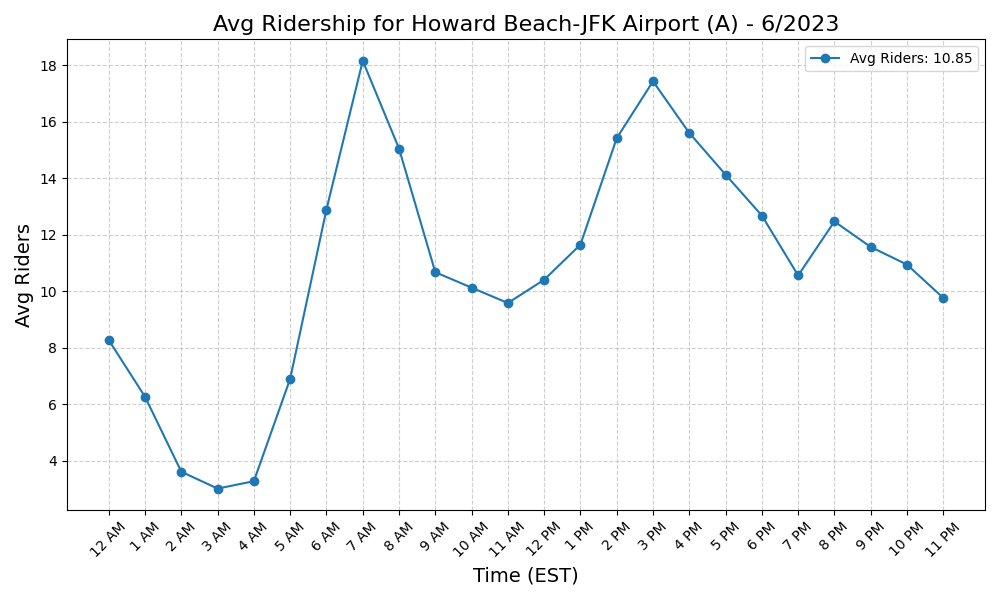 Avg Ridership for Howard Beach-JFK Airport (A) - 6/2023
Avg Riders: 10.85
Avg Riders
18
16
14
12
10
8
6
4
12 AM
1 AM
2 AM
3 AM
4 AM
5 AM
6 AM
7 AM
8 AM
9 AM
10 AM
11 AM
12 PM
1 PM
2 PM
3 PM
4 PM
5 PM
6 PM
7 PM
8 PM
9 PM
10 PM
11 PM
Time (EST)